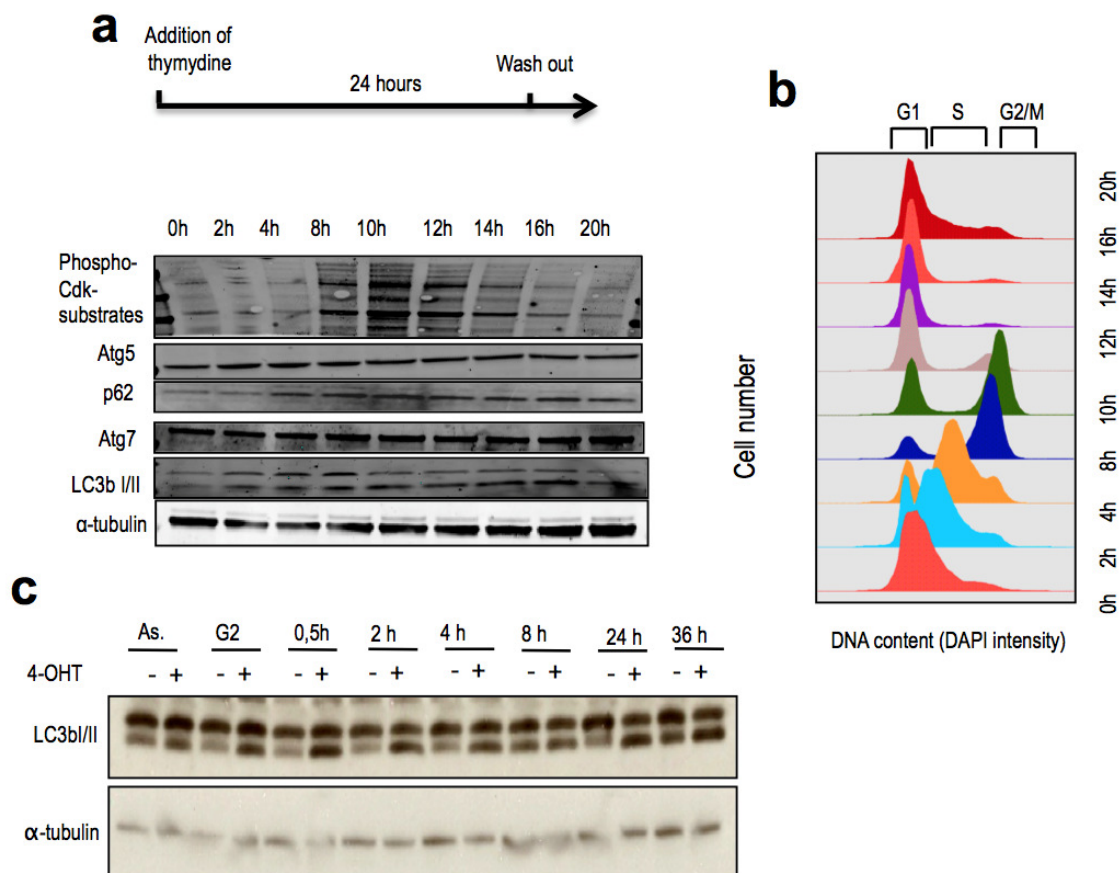 a
Addition of
thymydine
24 hours
Wash out
0h 2h 4h 8h 10h 12h 14h 16h 20h
Phospho-
Cdk-
substrates
Atg5
p62
Atg7
LC3b I/II
α-tubulin
b
G1 S G2/M
20h
16h
14h
12h
10h
8h
4h
2h
0h
Cell number
DNA content (DAPI intensity)
c
As. G2 0,5h 2 h 4 h 8 h 24 h 36 h
4-OHT - + - + - + - + - + - + - + - +
LC3bI/II
α-tubulin